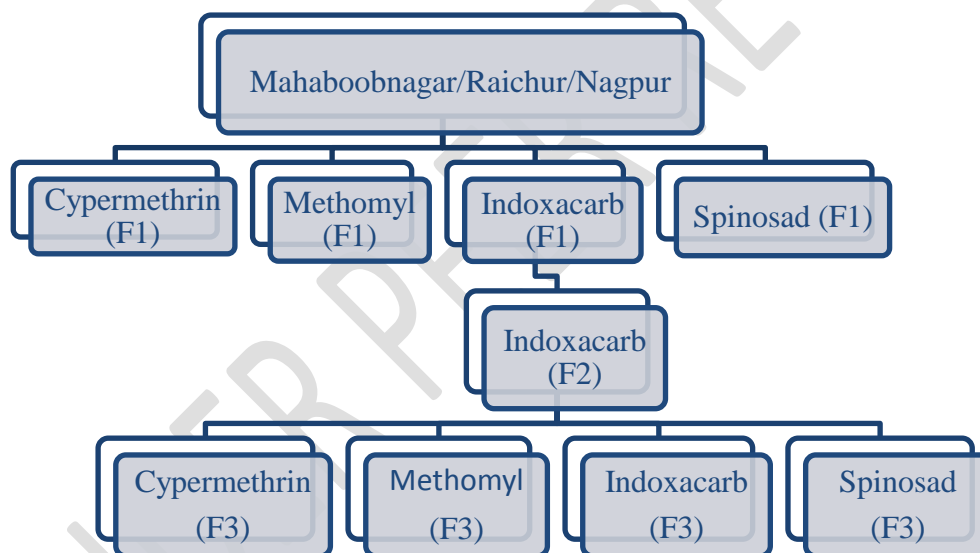 Mahaboobnagar/Raichur/Nagpur
Cypermethrin
(F1)
Methomyl
(F1)
Indoxacarb
(F1)
Spinosad (F1)
Indoxacarb
(F2)
Cypermethrin
(F3)
Methomyl
(F3)
Indoxacarb
(F3)
Spinosad
(F3)